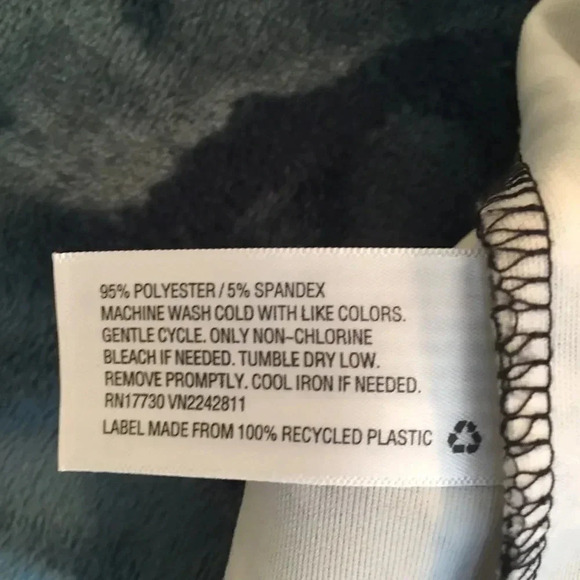 95% POLYESTER / 5% SPANDEX
MACHINE WASH COLD WITH LIKE COLORS.
GENTLE CYCLE. ONLY NON-CHLORINE
BLEACH IF NEEDED. TUMBLE DRY LOW.
REMOVE PROMPTLY. COOL IRON IF NEEDED.
RN17730 VN2242811
LABEL MADE FROM 100% RECYCLED PLASTIC